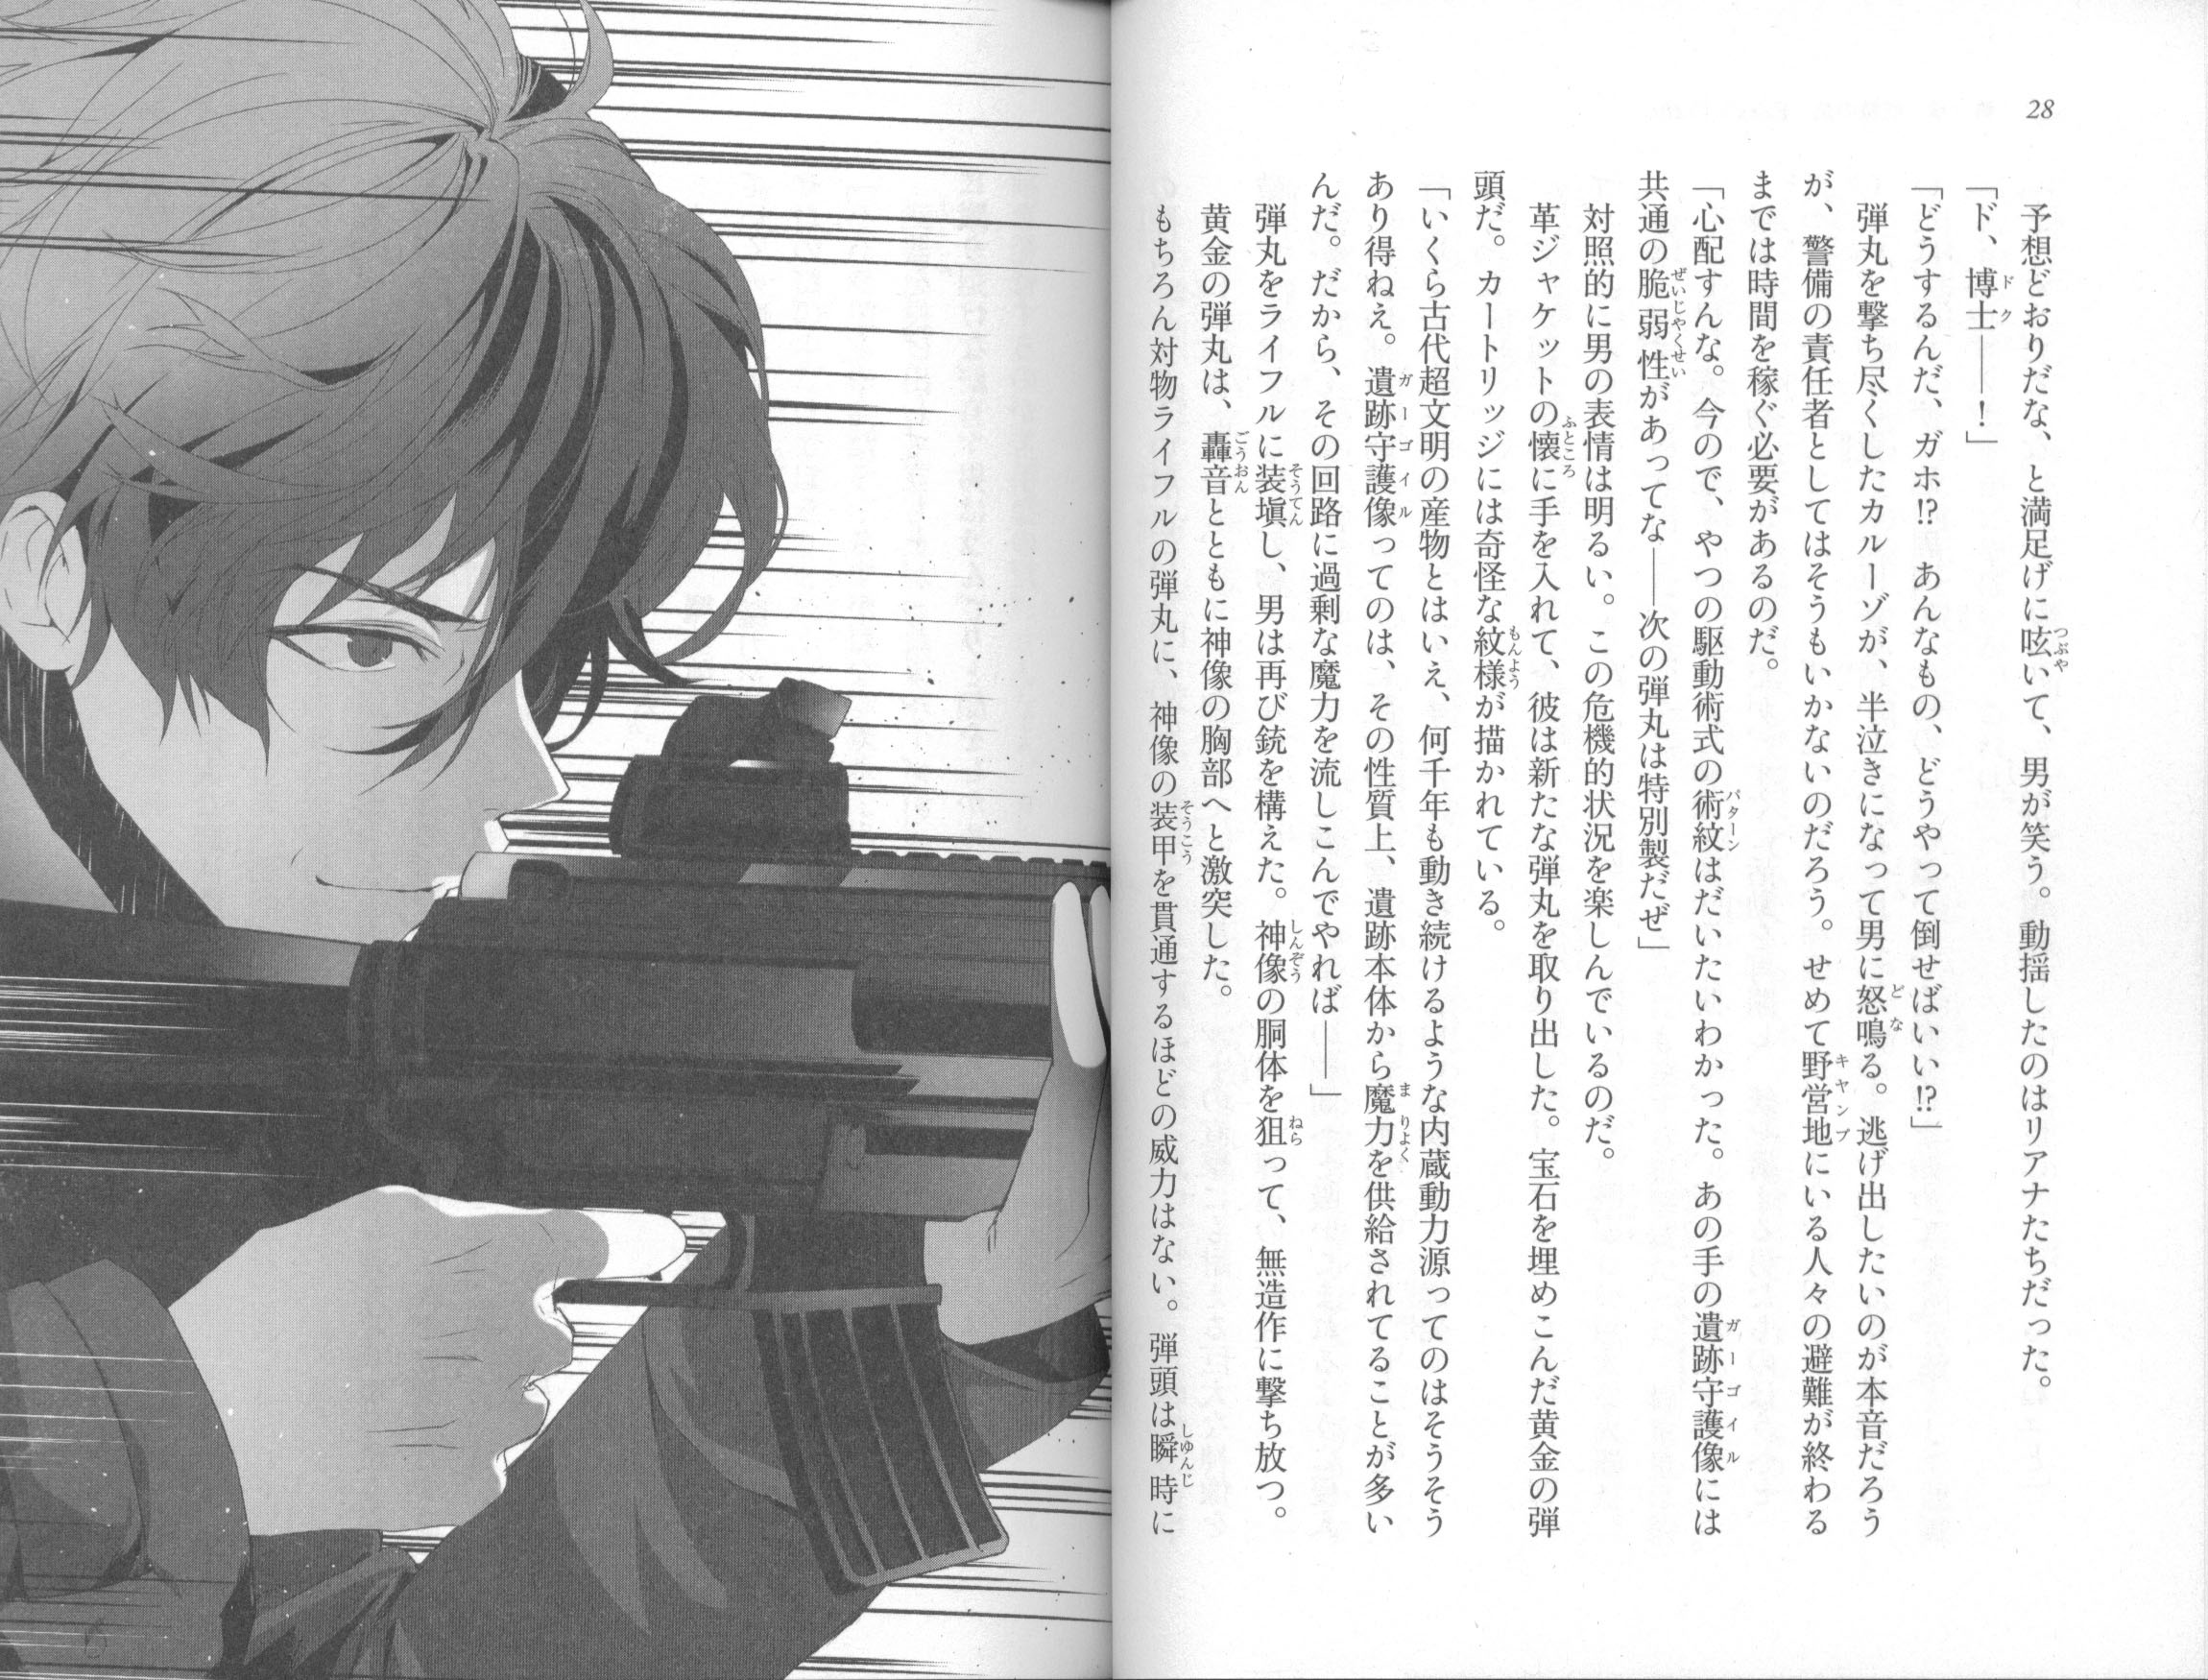 28
予想どおりだな、と満足げに呟いて、男が笑う。動揺したのはリアナたちだった。
「ド、博士――！」
「どうするんだ、ガホ!? あんなもの、どうやって倒せばいい!?」
弾丸を撃ち尽くしたカルーゾが、半泣きになって男に怒鳴る。逃げ出したいのが本音だろう
が、警備の責任者としてはそうもいかないのだろう。せめて野営地にいる人々の避難が終わる
までは時間を稼ぐ必要があるのだ。
「心配すんな。今ので、やつの駆動術式の術紋はだいたいわかった。あの手の遺跡守護像には
共通の脆弱性があってな――次の弾丸は特別製だぜ」
対照的に男の表情は明るい。この危機的状況を楽しんでいるのだ。
革ジャケットの懐に手を入れて、彼は新たな弾丸を取り出した。宝石を埋めこんだ黄金の弾
頭だ。カートリッジには奇怪な紋様が描かれている。
「いくら古代超文明の産物とはいえ、何千年も動き続けるような内蔵動力源ってのはそうそう
あり得ねえ。遺跡守護像ってのは、その性質上、遺跡本体から魔力を供給されてることが多い
んだ。だから、その回路に過剰な魔力を流しこんでやれば――」
弾丸をライフルに装塡し、男は再び銃を構えた。神像の胴体を狙って、無造作に撃ち放つ。
黄金の弾丸は、轟音とともに神像の胸部へと激突した。
もちろん対物ライフルの弾丸に、神像の装甲を貫通するほどの威力はない。弾頭は瞬時に